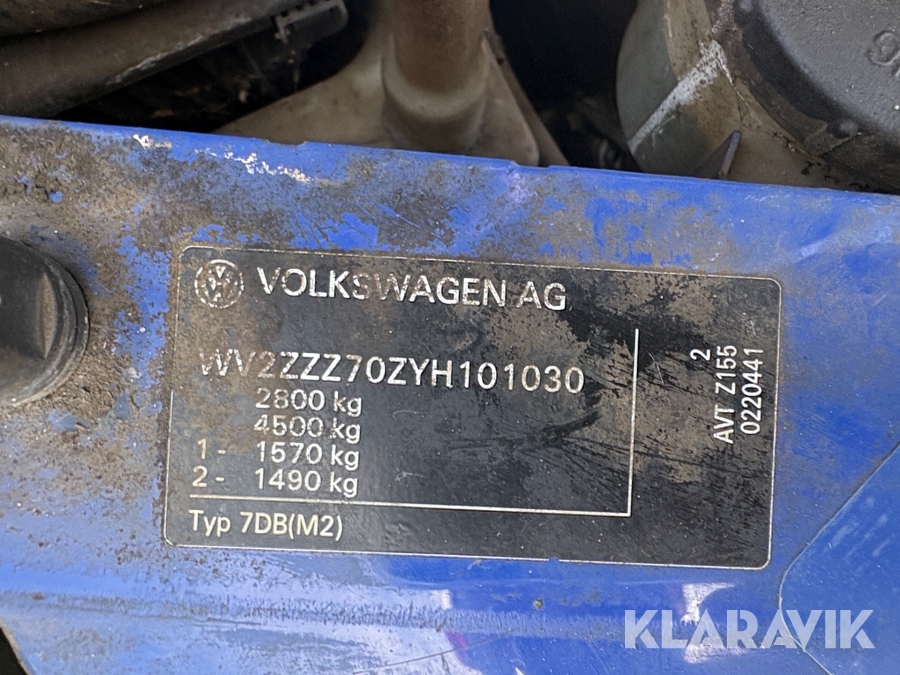 VOLKSWAGEN AG
WV2ZZZ70ZYH101030
2800 kg
4500 kg
1 - 1570 kg
2 - 1490 kg
Typ 7DB(M2)
2
AVT Z155
0220441
KLARAVIK